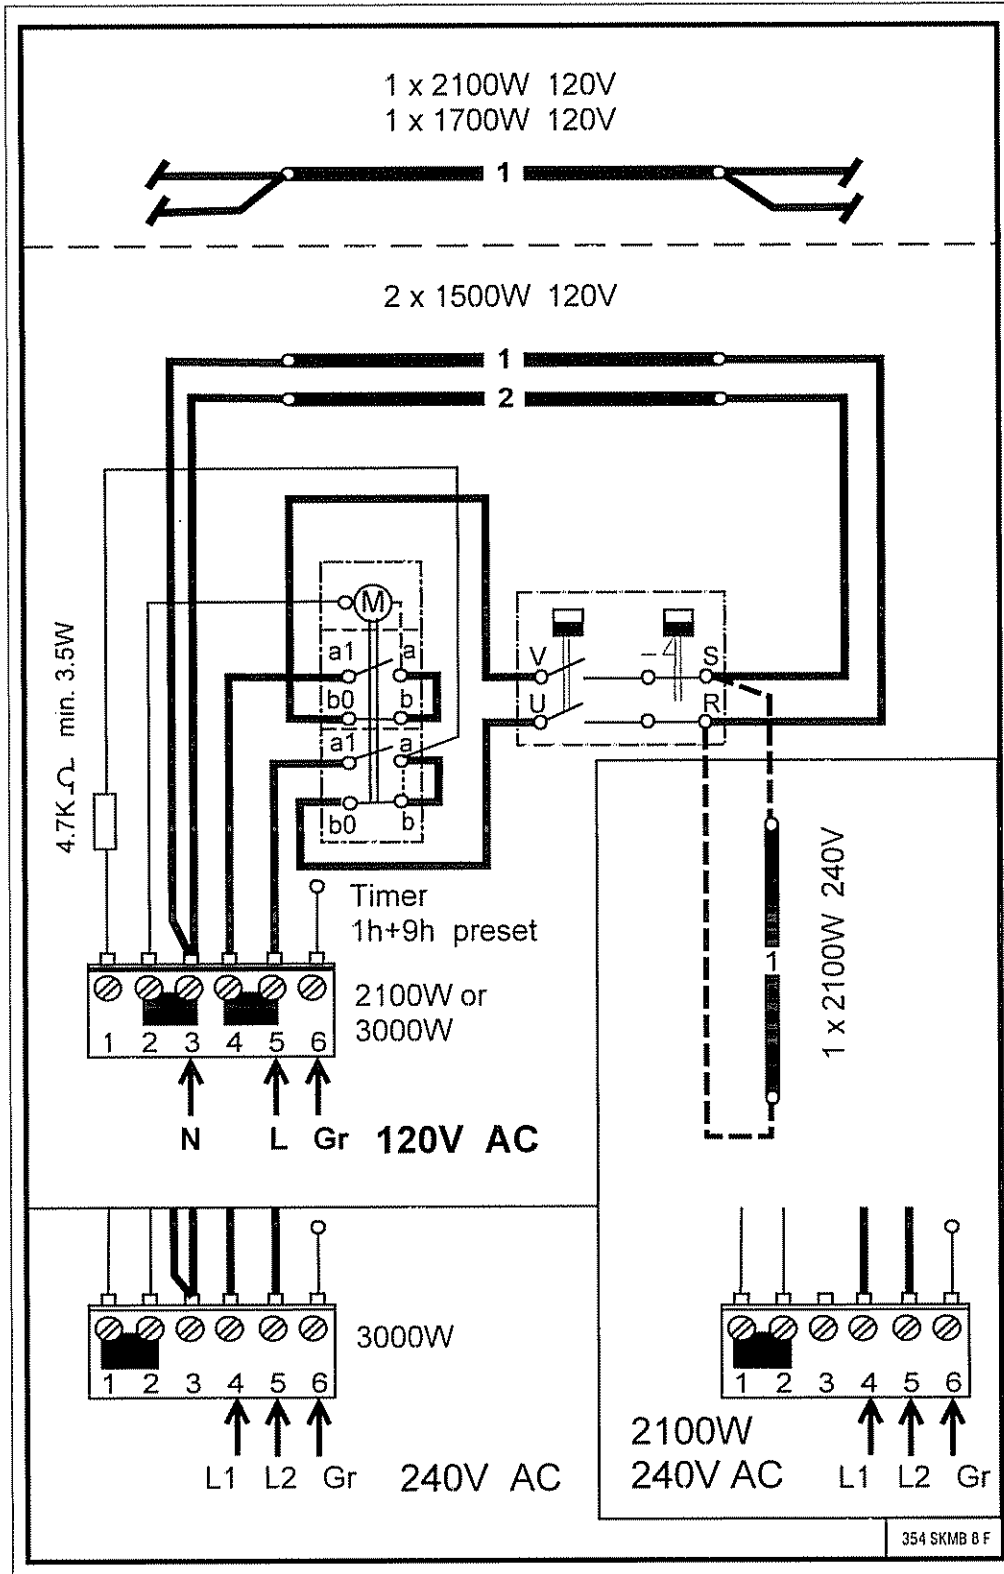 1 x 2100W 120V
1 x 1700W 120V
1
2 x 1500W 120V
1
2
4.7K Ω min. 3.5W
M
a1 a
b0 b
a1 a
b0 b
V S
U R
Timer
1h+9h preset
2100W or
3000W
1 2 3 4 5 6
N L Gr 120V AC
1
1 x 2100W 240V
3000W
1 2 3 4 5 6
L1 L2 Gr 240V AC
1 2 3 4 5 6
2100W
240V AC L1 L2 Gr
354 SKMB 8 F